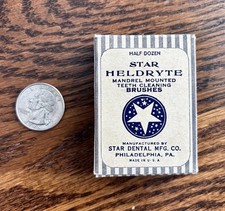 HALF DOZEN
STAR
HELDRYTE
MANDREL MOUNTED
TEETH CLEANING
BRUSHES
MANUFACTURED BY
STAR DENTAL MFG. CO.
PHILADELPHIA, PA.
MADE IN U.S.A